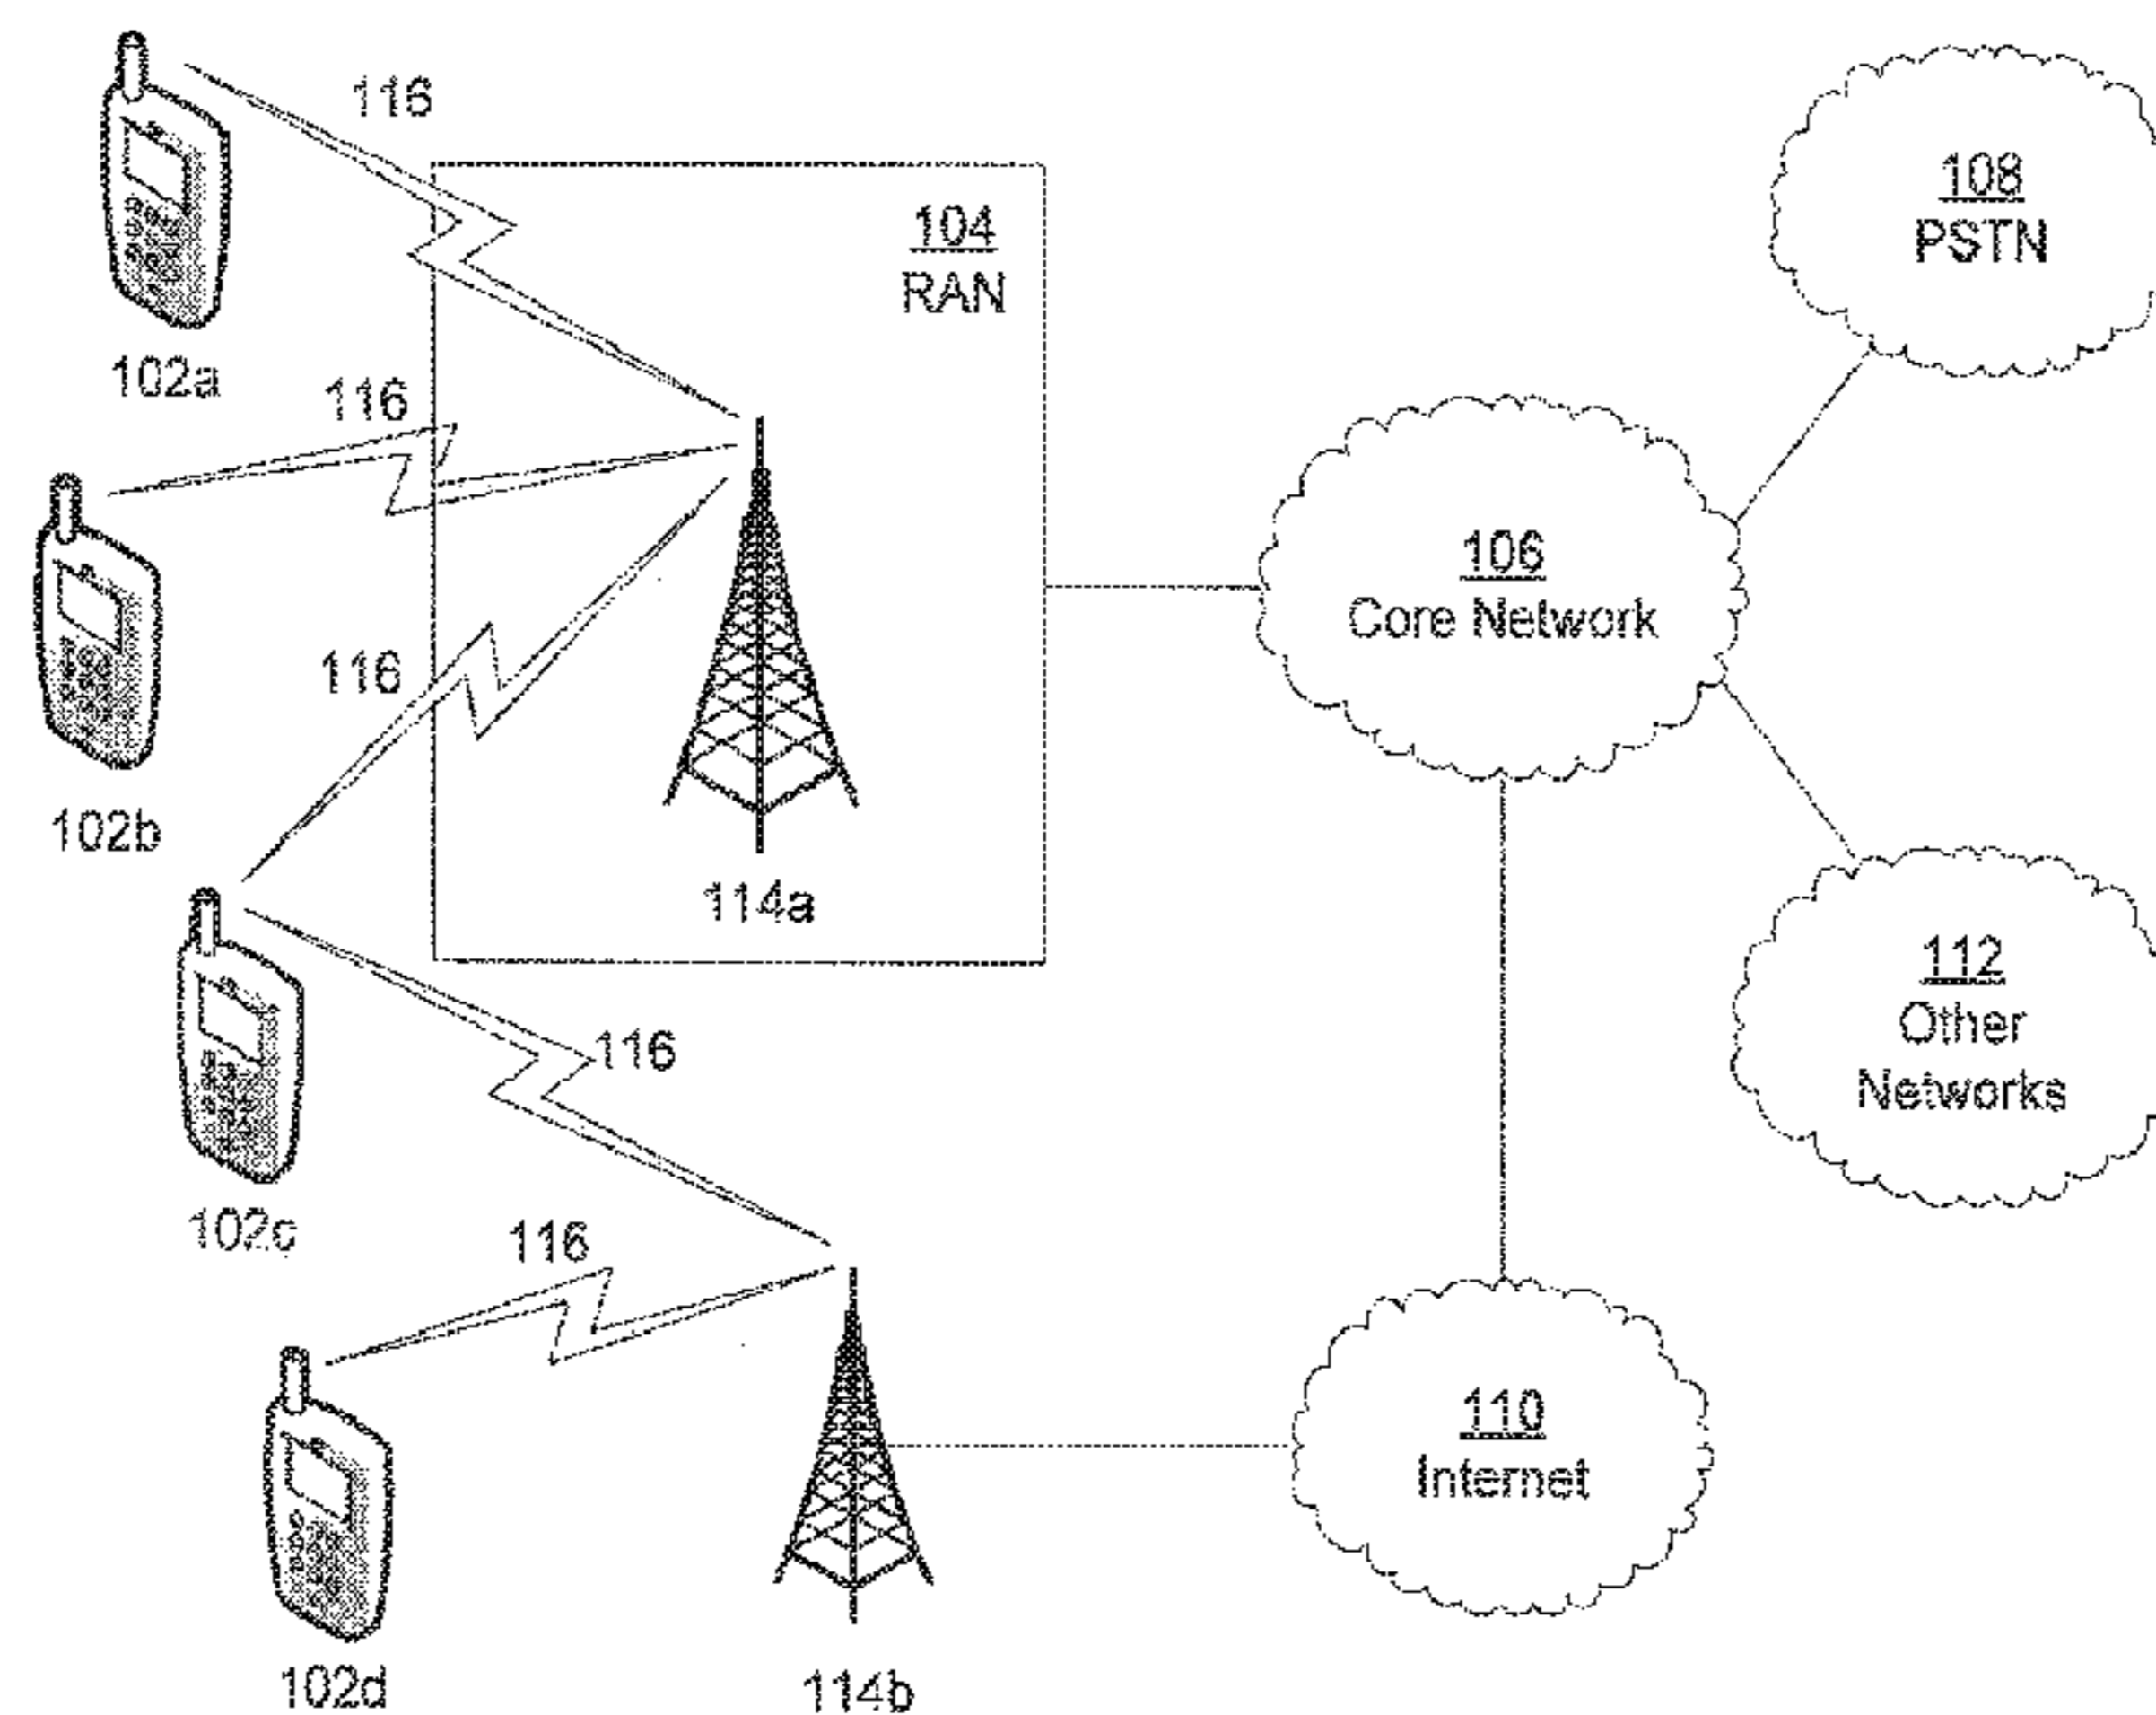 116
108
PSTN
104
RAN
102a
116
106
Core Network
116
102b
114a
112
Other
Networks
116
102c
116
110
Internet
102d
114b